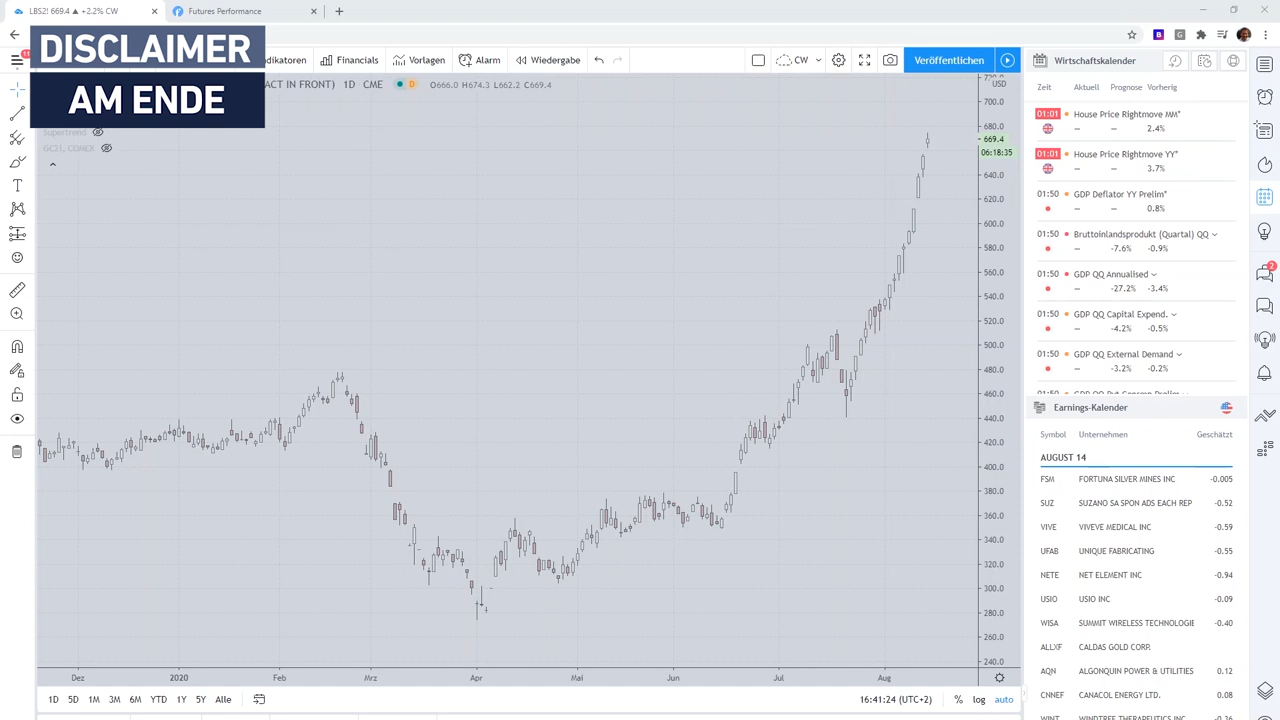 LBS2! 669.4 ▲ +2.2% CW
Futures Performance
DISCLAIMER
AM ENDE
Financials
Vorlagen
Alarm
Wiedergabe
CW
Veröffentlichen
CME
D
O666.0 H674.3 L662.2 C669.4
1D
Supertrend
COMEX
USD
700.0
680.0
669.4
06:18:35
640.0
620.0
600.0
580.0
560.0
540.0
520.0
500.0
480.0
460.0
440.0
420.0
400.0
380.0
360.0
340.0
320.0
300.0
280.0
260.0
240.0
Dez
2020
Feb
Mrz
Apr
Mai
Jun
Jul
Aug
1D 5D 1M 3M 6M YTD 1Y 5Y Alle
16:41:24 (UTC+2)
% log auto
Wirtschaftskalender
Zeit Aktuell Prognose Vorherig
01:01 House Price Rightmove MM*
— — 2.4%
01:01 House Price Rightmove YY*
— — 3.7%
01:50 GDP Deflator YY Prelim*
— — 0.8%
01:50 Bruttoinlandsprodukt (Quartal) QQ
— -7.6% -0.9%
01:50 GDP QQ Annualised
— -27.2% -3.4%
01:50 GDP QQ Capital Expend.
— -4.2% -0.5%
01:50 GDP QQ External Demand
— -3.2% -0.2%
Earnings-Kalender
Symbol Unternehmen Geschätzt
AUGUST 14
FSM FORTUNA SILVER MINES INC -0.005
SUZ SUZANO SA SPON ADS EACH REP -0.52
VIVE VIVEVE MEDICAL INC -0.59
UFAB UNIQUE FABRICATING -0.55
NETE NET ELEMENT INC -0.94
USIO USIO INC -0.09
WISA SUMMIT WIRELESS TECHNOLOGIE -0.40
ALLXF CALDAS GOLD CORP.
AQN ALGONQUIN POWER & UTILITIES 0.12
CNNEF CANACOL ENERGY LTD. 0.08
2